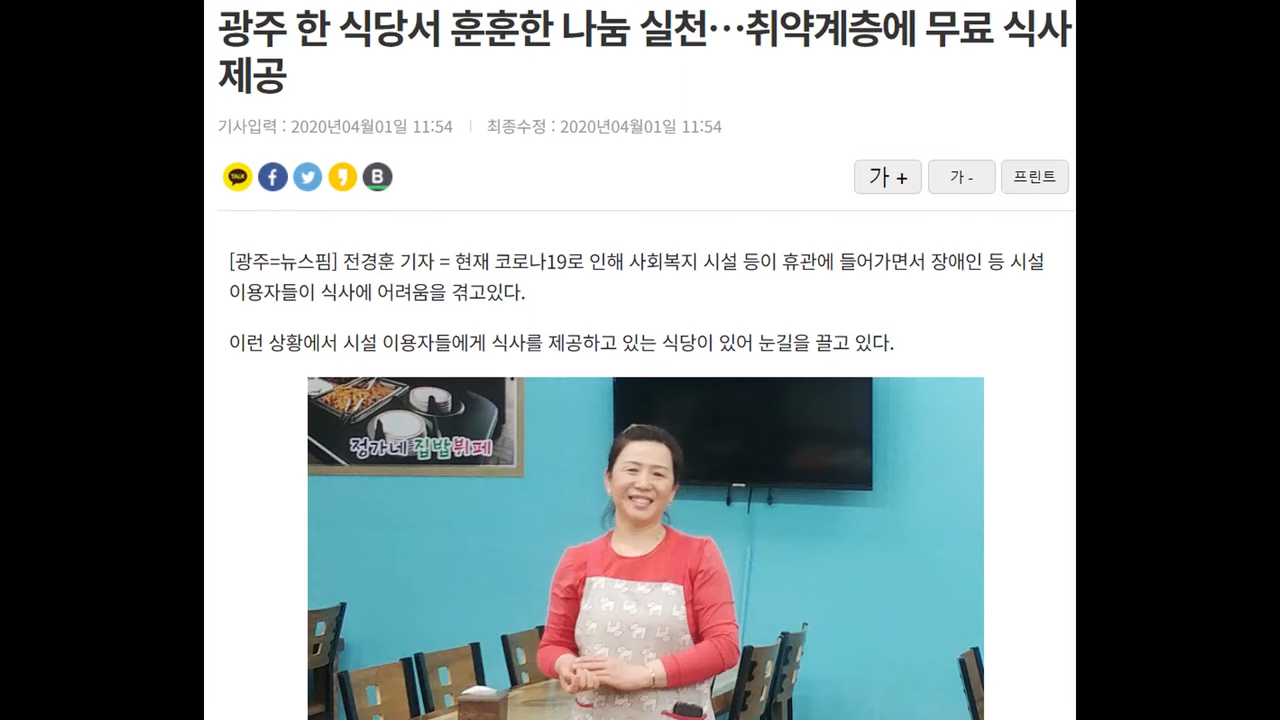 광주 한 식당서 훈훈한 나눔 실천…취약계층에 무료 식사
제공
기사입력 : 2020년04월01일 11:54 | 최종수정 : 2020년04월01일 11:54
TALK
B
가 +
가 -
프린트
[광주=뉴스핌] 전경훈 기자 = 현재 코로나19로 인해 사회복지 시설 등이 휴관에 들어가면서 장애인 등 시설
이용자들이 식사에 어려움을 겪고있다.
이런 상황에서 시설 이용자들에게 식사를 제공하고 있는 식당이 있어 눈길을 끌고 있다.
정가네 집밥뷔페